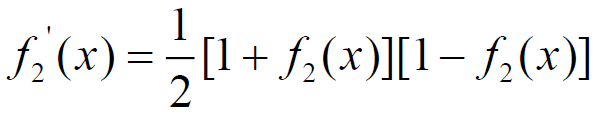 f₂'(x) = 1/2 [1 + f₂(x)][1 − f₂(x)]